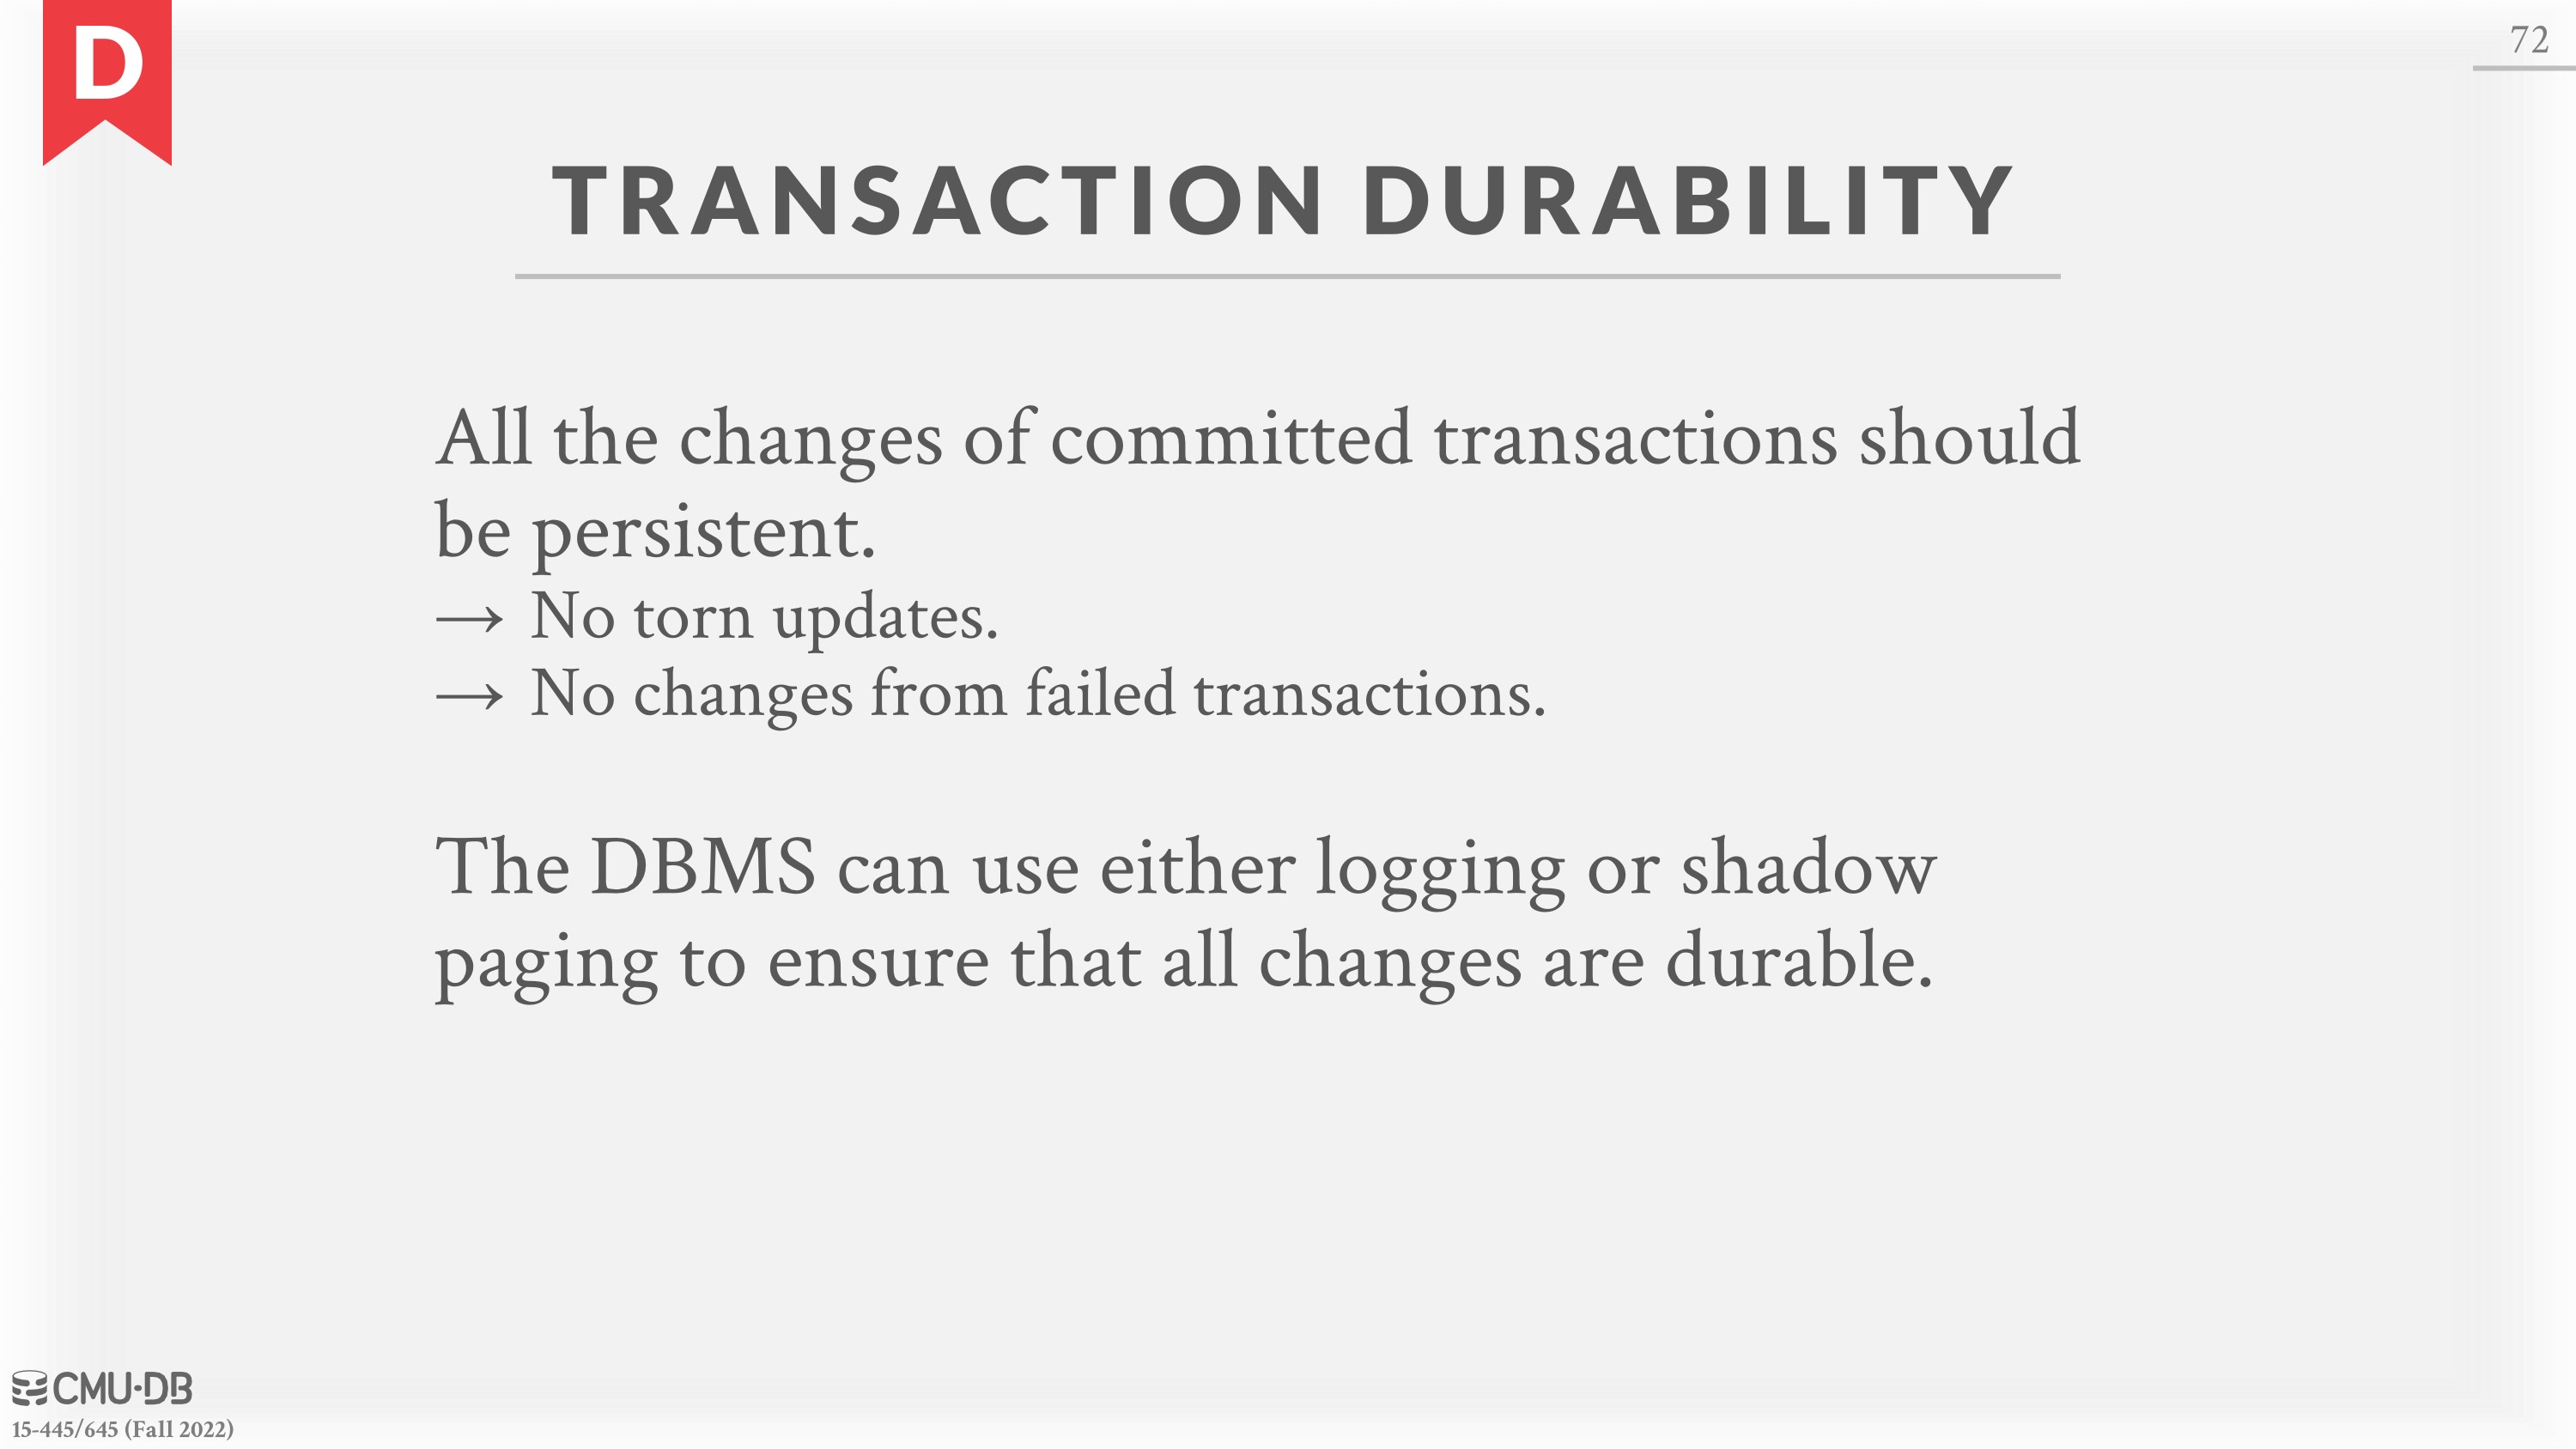 D
72
TRANSACTION DURABILITY
All the changes of committed transactions should
be persistent.
→ No torn updates.
→ No changes from failed transactions.
The DBMS can use either logging or shadow
paging to ensure that all changes are durable.
CMU·DB
15-445/645 (Fall 2022)